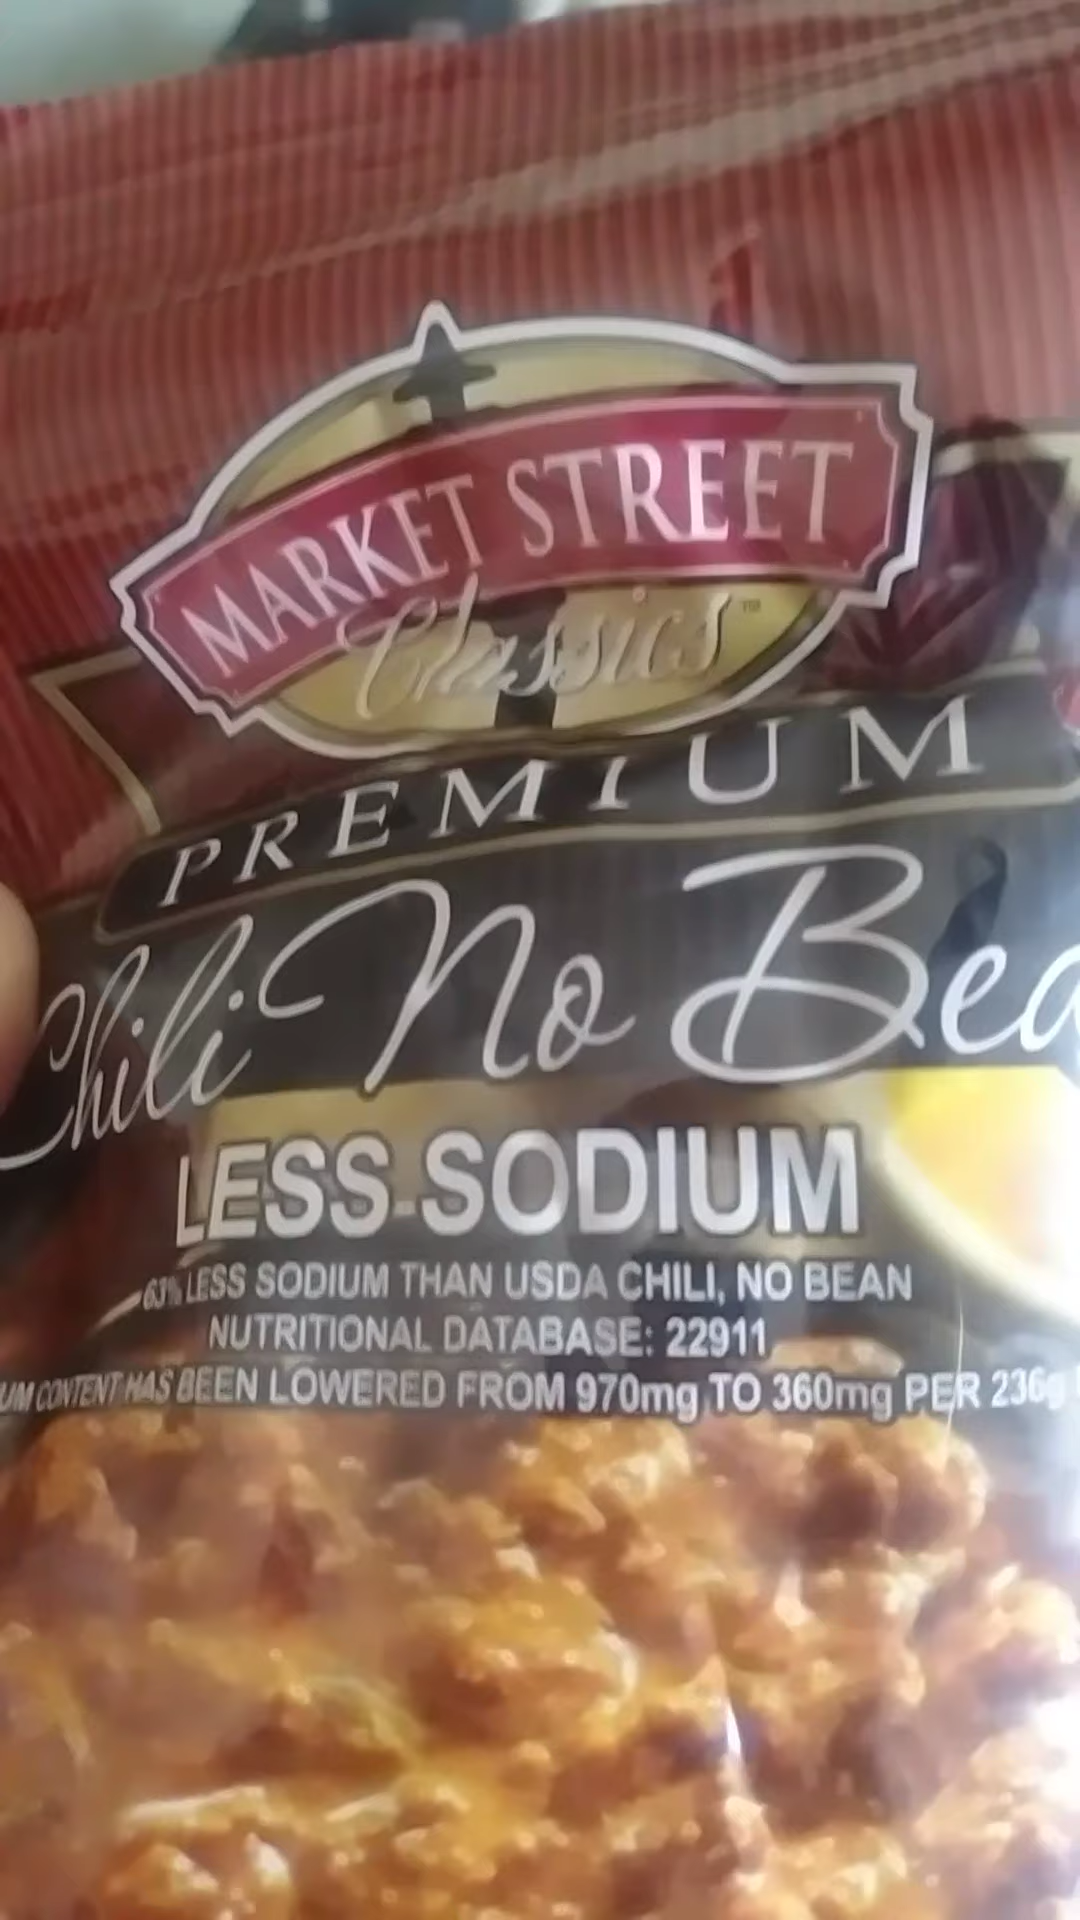 MARKET STREET
Classics™
PREMIUM
Chili No Bea
LESS SODIUM
63% LESS SODIUM THAN USDA CHILI, NO BEAN
NUTRITIONAL DATABASE: 22911
UM CONTENT HAS BEEN LOWERED FROM 970mg TO 360mg PER 236g